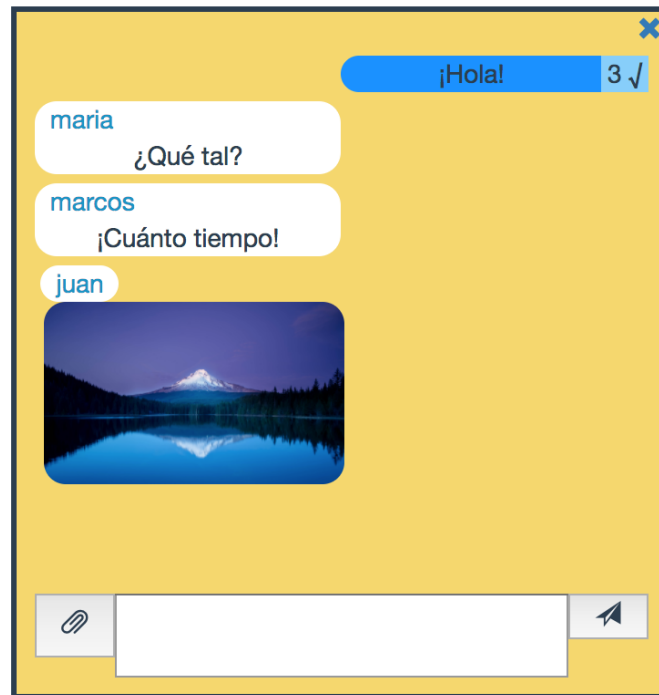 ¡Hola! 3 √
maria
¿Qué tal?
marcos
¡Cuánto tiempo!
juan